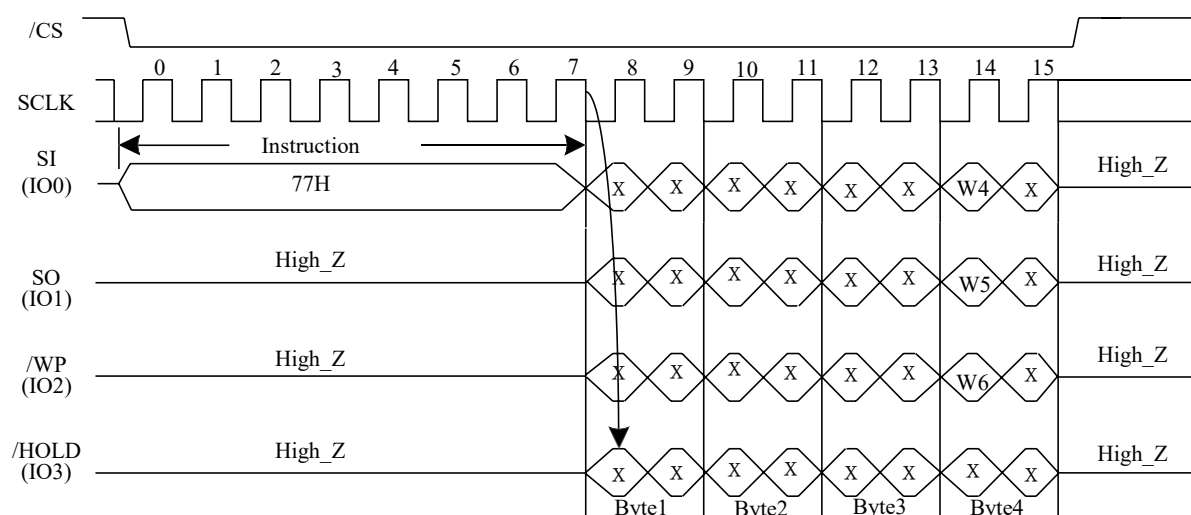 /CS
0 1 2 3 4 5 6 7 8 9 10 11 12 13 14 15
SCLK
Instruction
SI
(IO0)
77H
X X X X X X W4 X
High_Z
SO
(IO1)
High_Z
X X X X X X W5 X
High_Z
/WP
(IO2)
High_Z
X X X X X X W6 X
High_Z
/HOLD
(IO3)
High_Z
X X X X X X X X
High_Z
Byte1 Byte2 Byte3 Byte4